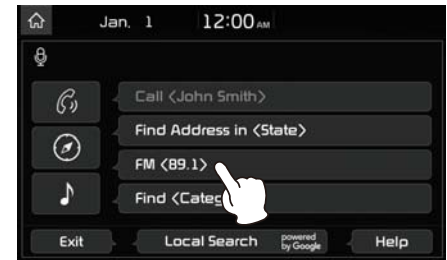 Jan. 1 12:00 AM
Call <John Smith>
Find Address in <State>
FM <89.1>
Find <Categ
Exit Local Search powered by Google Help